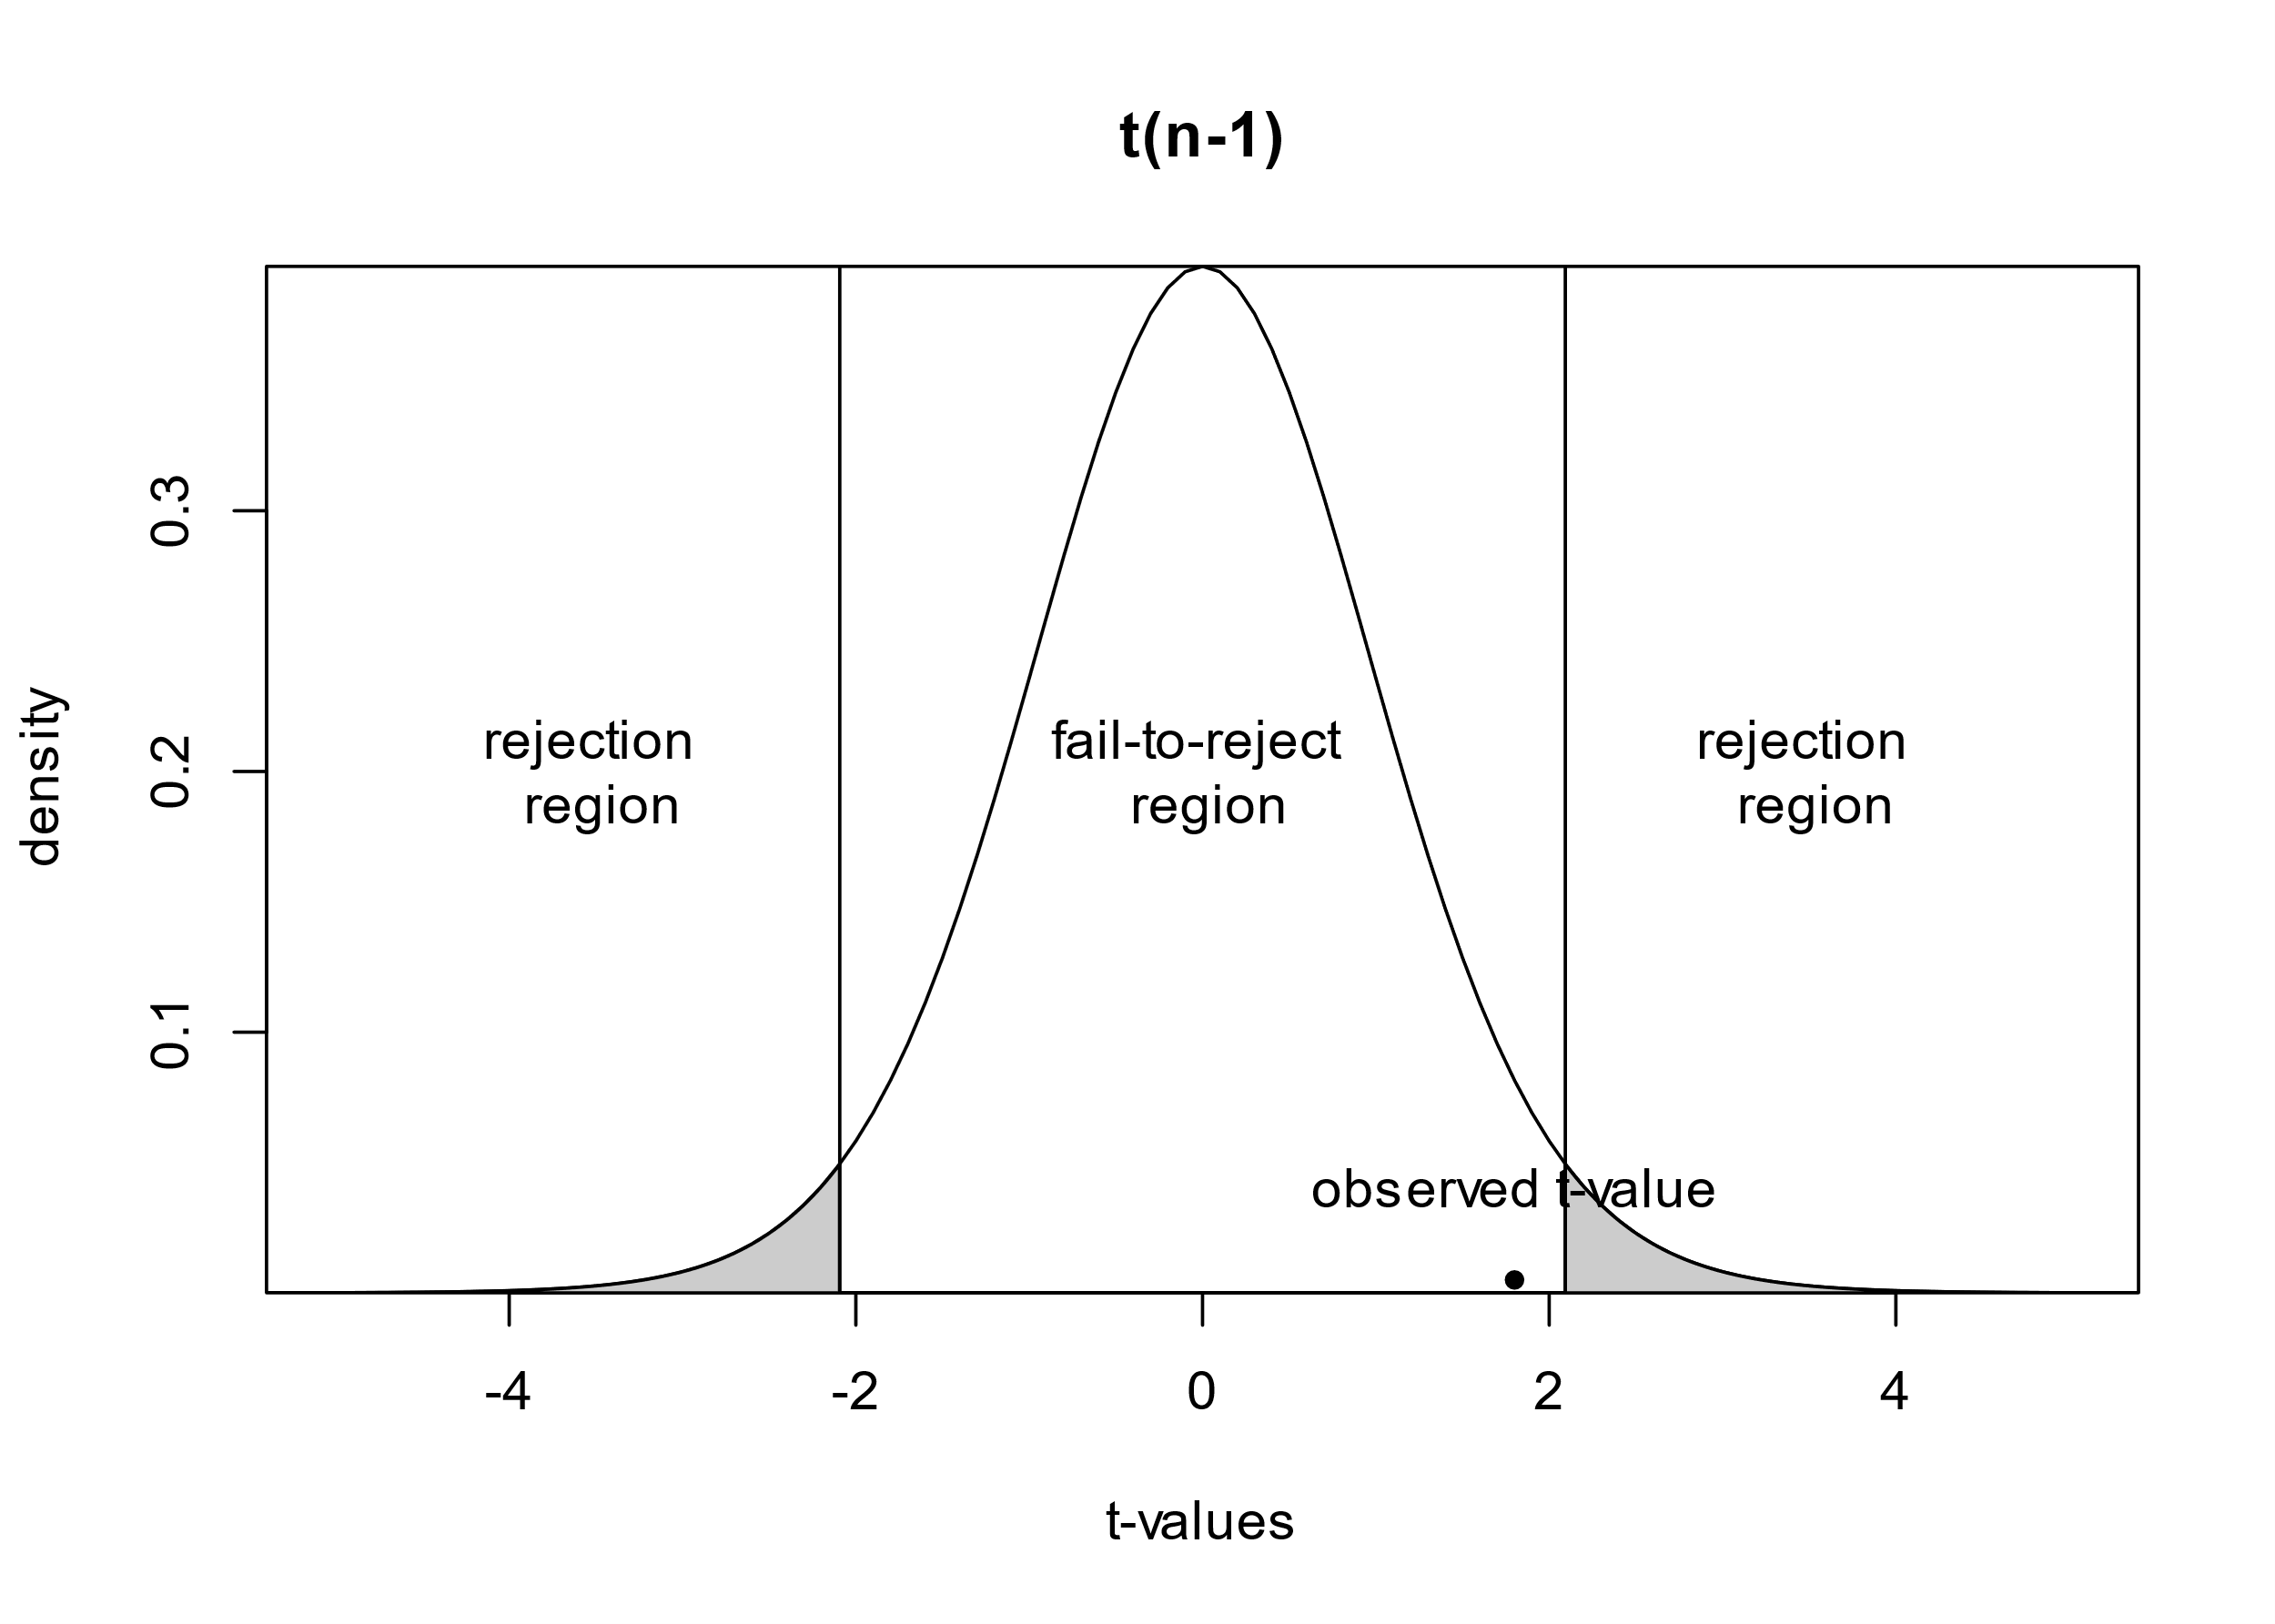 t(n-1)
density
0.3
0.2
0.1
rejection
region
fail-to-reject
region
rejection
region
observed t-value
-4
-2
0
2
4
t-values